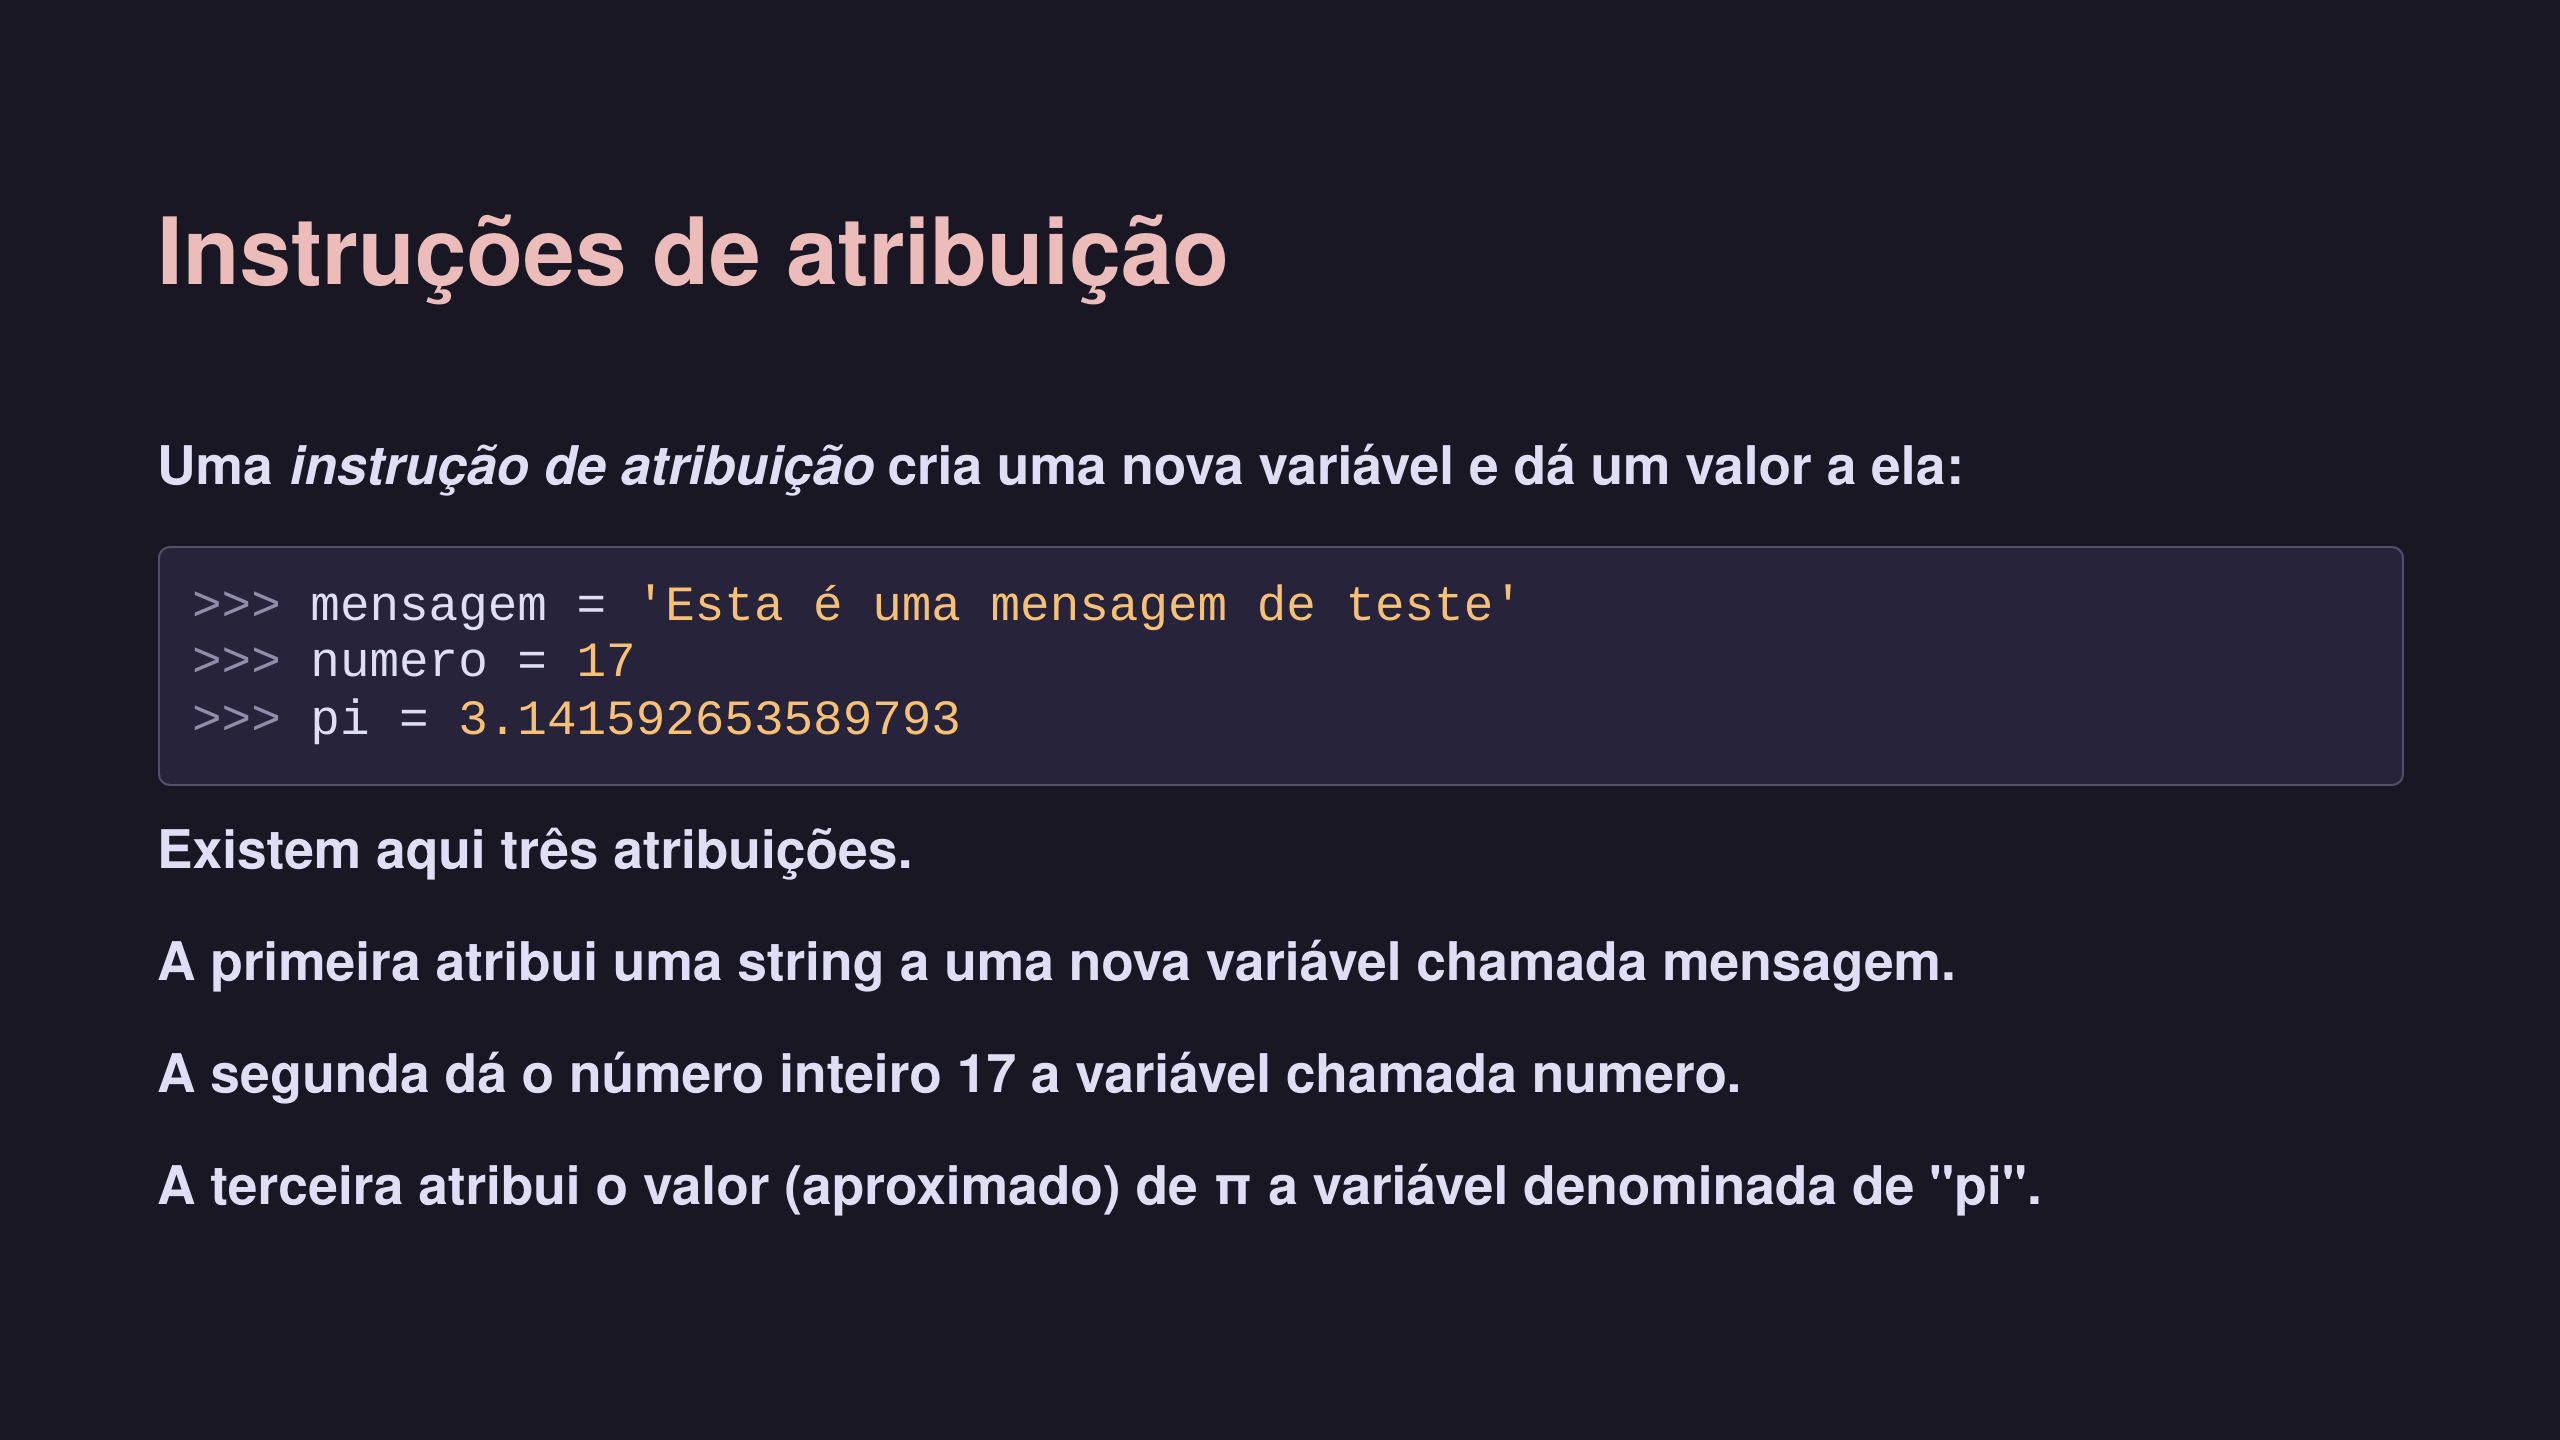 Instruções de atribuição
Uma instrução de atribuição cria uma nova variável e dá um valor a ela:
>>> mensagem = 'Esta é uma mensagem de teste'
>>> numero = 17
>>> pi = 3.141592653589793
Existem aqui três atribuições.
A primeira atribui uma string a uma nova variável chamada mensagem.
A segunda dá o número inteiro 17 a variável chamada numero.
A terceira atribui o valor (aproximado) de π a variável denominada de "pi".